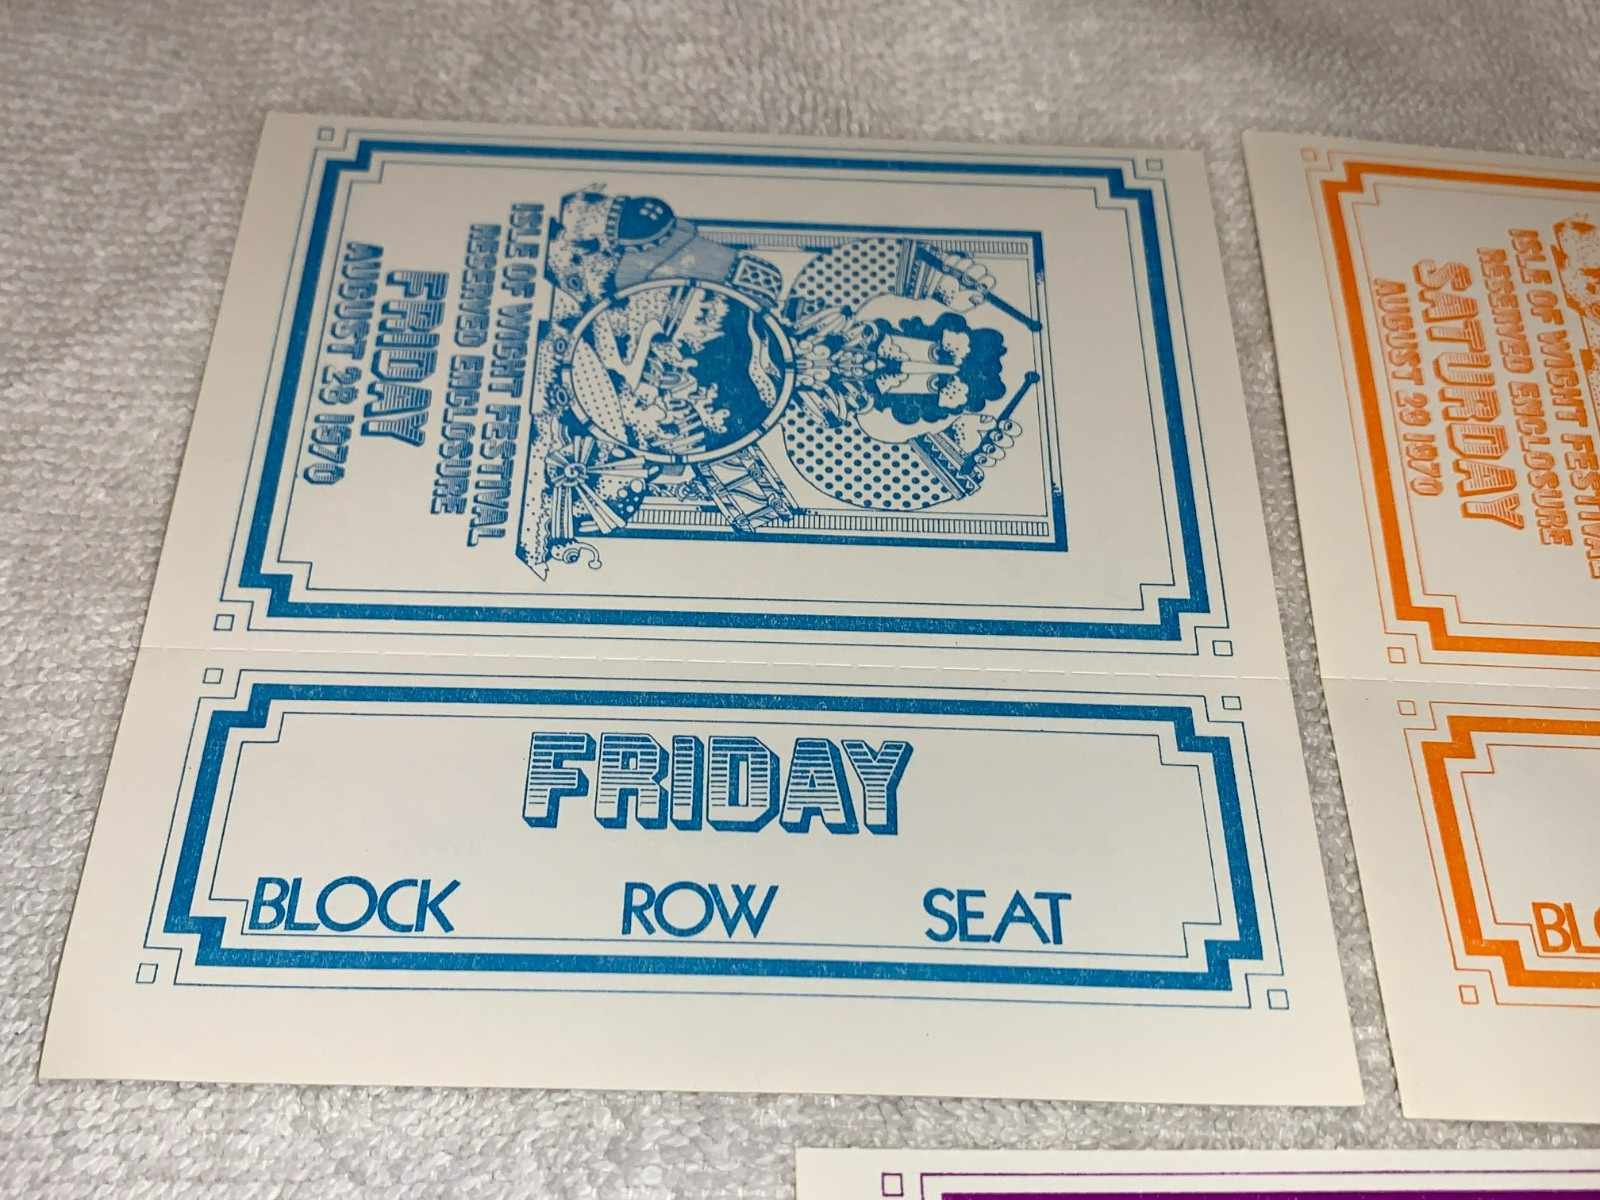 ISLE OF WIGHT FESTIVAL
RESERVED ENCLOSURE
FRIDAY
AUGUST 28 1970
FRIDAY
BLOCK ROW SEAT
ISLE OF WIGHT FESTIVAL
RESERVED ENCLOSURE
SATURDAY
AUGUST 29 1970